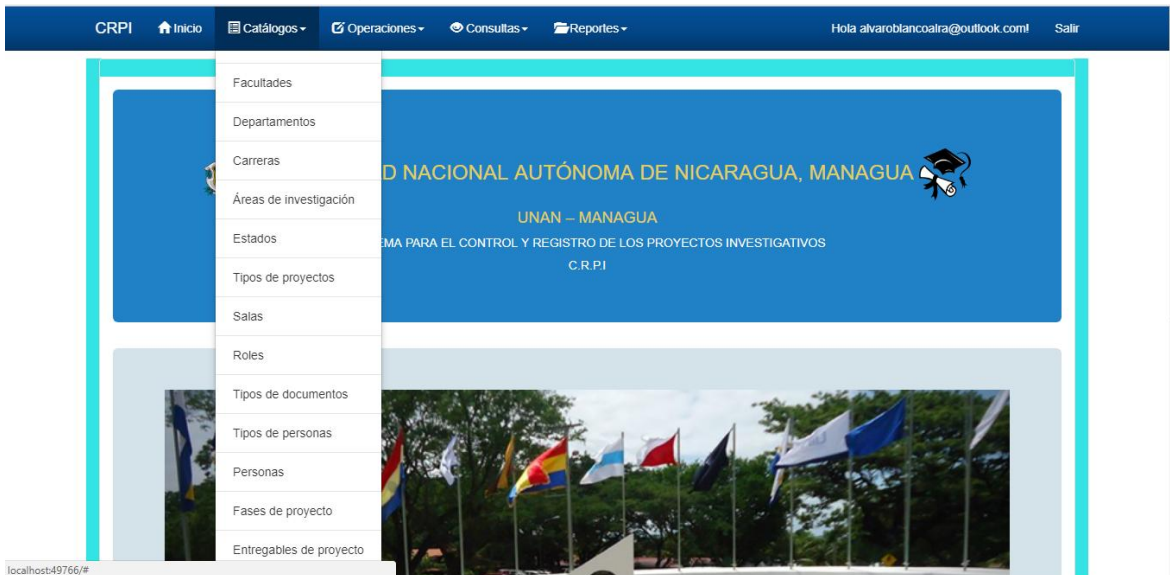 CRPI Inicio Catálogos Operaciones Consultas Reportes Hola alvaroblancoalra@outlook.com! Salir
Facultades
Departamentos
Carreras
Áreas de investigación
Estados
Tipos de proyectos
Salas
Roles
Tipos de documentos
Tipos de personas
Personas
Fases de proyecto
Entregables de proyecto
D NACIONAL AUTÓNOMA DE NICARAGUA, MANAGUA
UNAN – MANAGUA
EMA PARA EL CONTROL Y REGISTRO DE LOS PROYECTOS INVESTIGATIVOS
C.R.P.I
localhost:49766/#